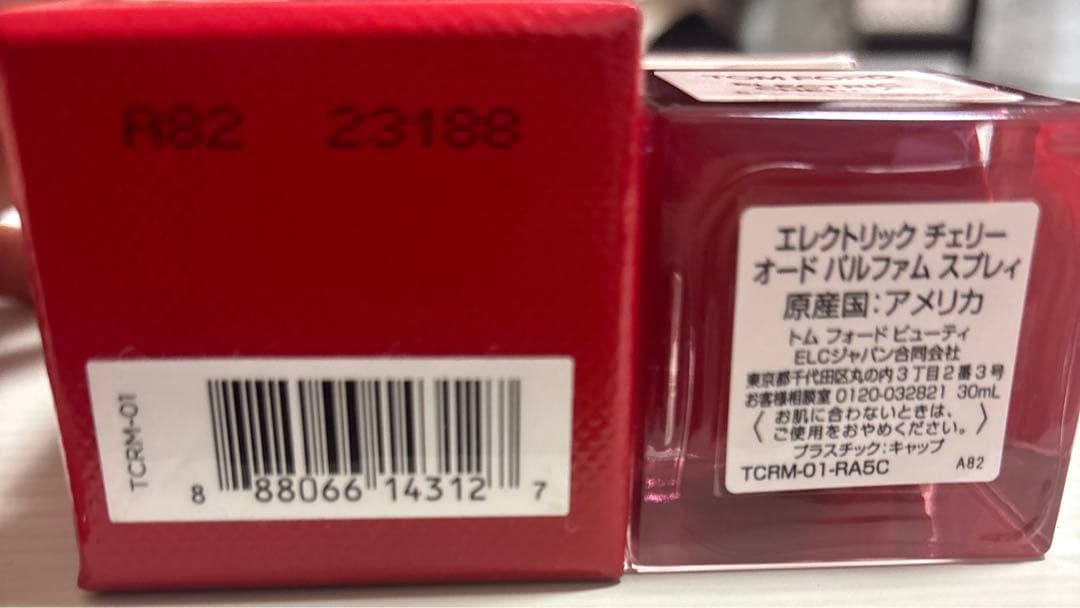 A82 23188
TCRM-01
8 88066 14312 7
TOM FORD
ELECTRIC
エレクトリック チェリー
オード パルファム スプレィ
原産国:アメリカ
トム フォード ビューティ
ELCジャパン合同会社
東京都千代田区丸の内3丁目2番3号
お客様相談室 0120-032821 30mL
〈 お肌に合わないときは、
ご使用をおやめください。 〉
プラスチック:キャップ
TCRM-01-RA5C A82